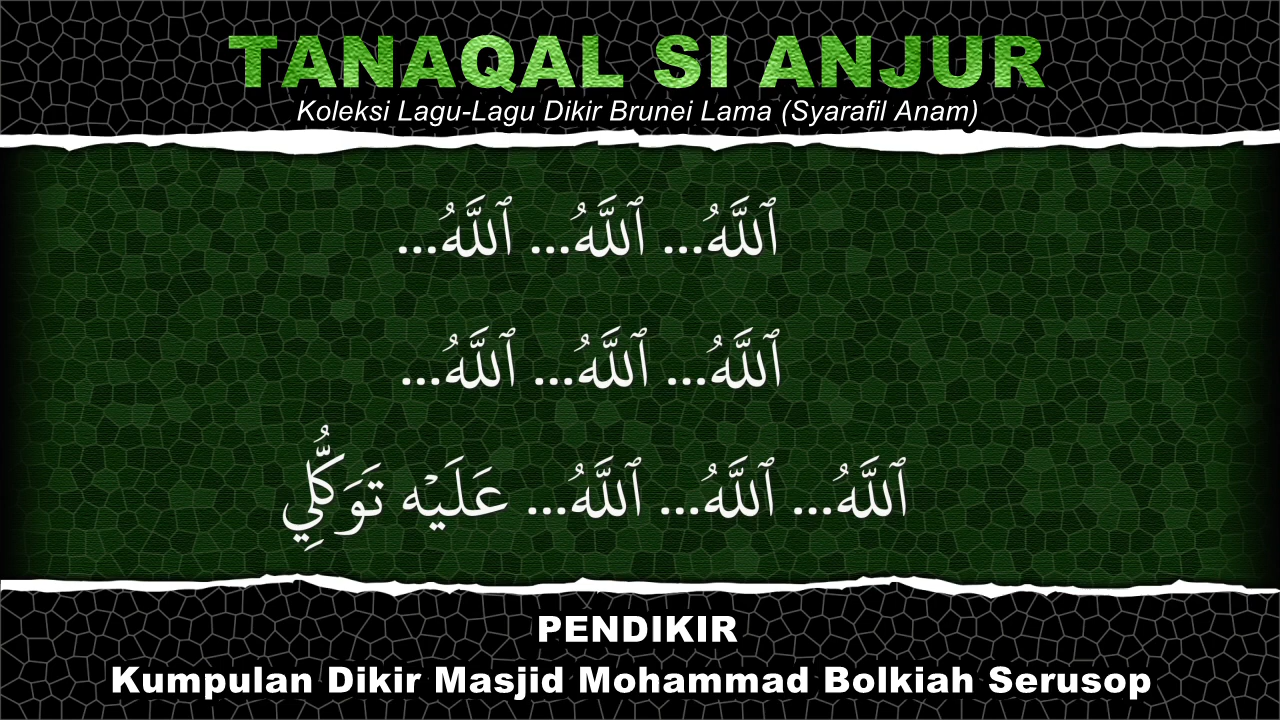 TANAQAL SI ANJUR
Koleksi Lagu-Lagu Dikir Brunei Lama (Syarafil Anam)
ٱللَّهُ... ٱللَّهُ... ٱللَّهُ...
ٱللَّهُ... ٱللَّهُ... ٱللَّهُ...
ٱللَّهُ... ٱللَّهُ... ٱللَّهُ... عَلَيْه تَوَكُّلِي
PENDIKIR
Kumpulan Dikir Masjid Mohammad Bolkiah Serusop